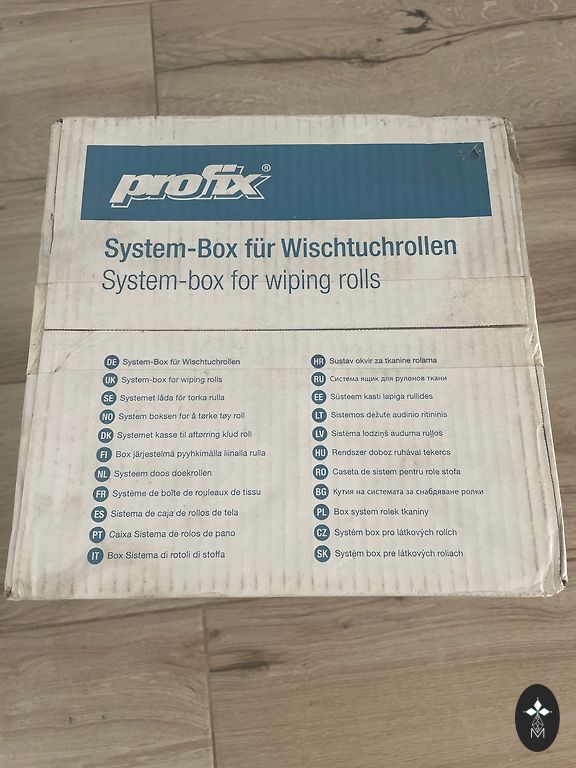 profix®
System-Box für Wischtuchrollen
System-box for wiping rolls
DE System-Box für Wischtuchrollen
UK System-box for wiping rolls
SE Systemet låda för torka rulla
NO System boksen for å tørke tøy roll
DK Systemet kasse til aftørring klud roll
FI Box järjestelmä pyyhkimällä liinalla rulla
NL Systeem doos doekrollen
FR Système de boîte de rouleaux de tissu
ES Sistema de caja de rollos de tela
PT Caixa Sistema de rolos de pano
IT Box Sistema di rotoli di stoffa
HR Sustav okvir za tkanine rolama
RU Система ящик для рулонов ткани
EE Süsteem kasti lapiga rullides
LT Sistemos dėžutė audinio ritininis
LV Sistēma lodziņš auduma ruļļos
HU Rendszer doboz ruhával tekercs
RO Caseta de sistem pentru role stofa
BG Кутия на системата за снабдяване ролки
PL Box system rolek tkaniny
CZ Systém box pro látkových rolích
SK Systém box pre látkových roliach
M